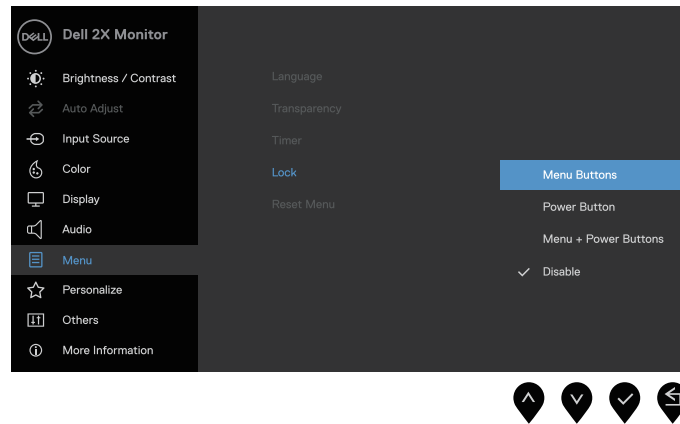 DELL
Dell 2X Monitor
Brightness / Contrast
Auto Adjust
Input Source
Color
Display
Audio
Menu
Personalize
Others
More Information
Language
Transparency
Timer
Lock
Reset Menu
Menu Buttons
Power Button
Menu + Power Buttons
Disable